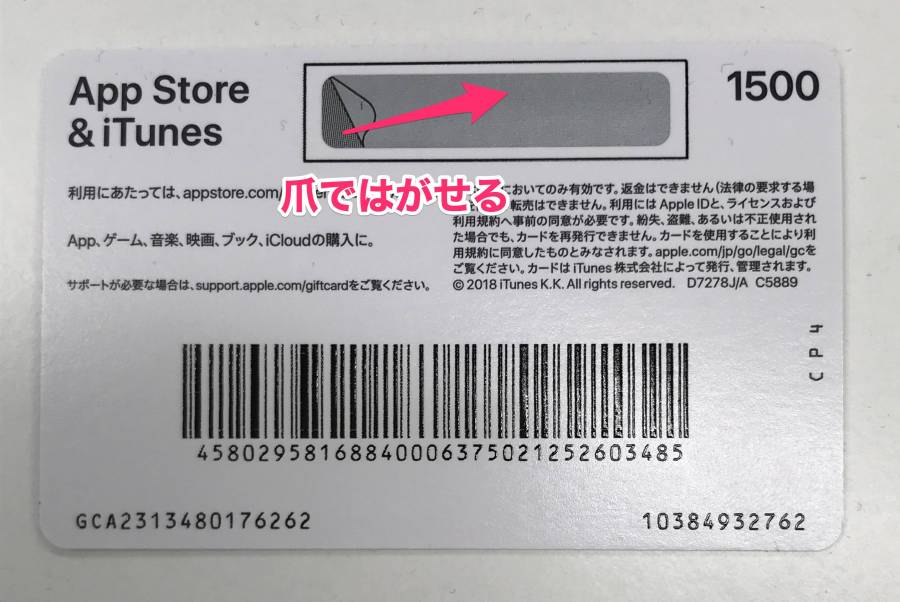 App Store
& iTunes
1500
爪ではがせる
利用にあたっては、appstore.com/
App、ゲーム、音楽、映画、ブック、iCloudの購入に。
サポートが必要な場合は、support.apple.com/giftcardをご覧ください。
においてのみ有効です。返金はできません（法律の要求する場
転売はできません。利用には Apple IDと、ライセンスおよび
利用規約へ事前の同意が必要です。紛失、盗難、あるいは不正使用され
た場合でも、カードを再発行できません。カードを使用することにより利
用規約に同意したものとみなされます。apple.com/jp/go/legal/gcを
ご覧ください。カードは iTunes 株式会社によって発行、管理されます。
© 2018 iTunes K.K. All rights reserved. D7278J/A C5889
CP4
45802958168840006375021252603485
GCA2313480176262
10384932762